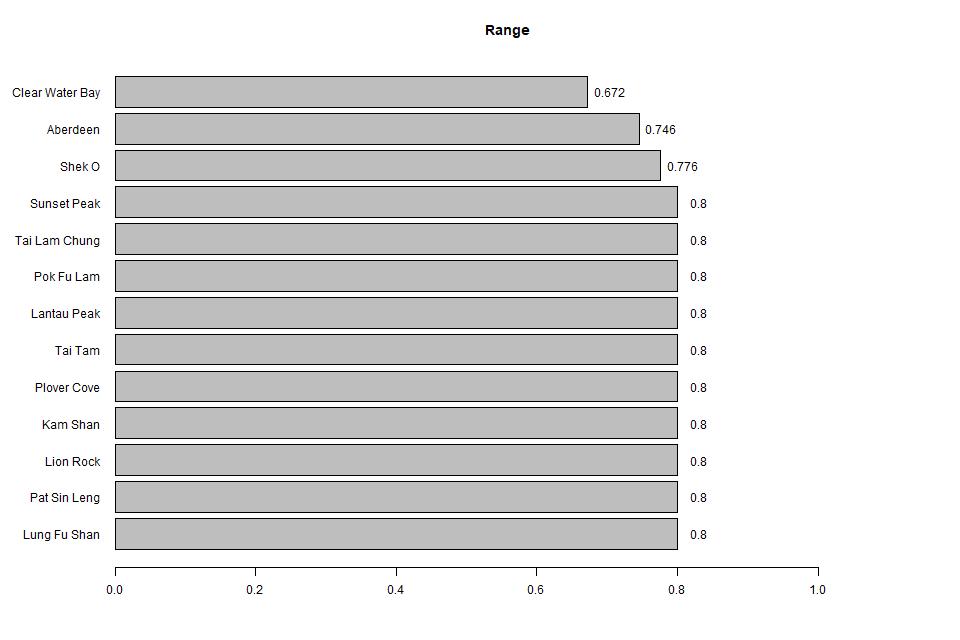 Range
Clear Water Bay 0.672
Aberdeen 0.746
Shek O 0.776
Sunset Peak 0.8
Tai Lam Chung 0.8
Pok Fu Lam 0.8
Lantau Peak 0.8
Tai Tam 0.8
Plover Cove 0.8
Kam Shan 0.8
Lion Rock 0.8
Pat Sin Leng 0.8
Lung Fu Shan 0.8
0.0 0.2 0.4 0.6 0.8 1.0